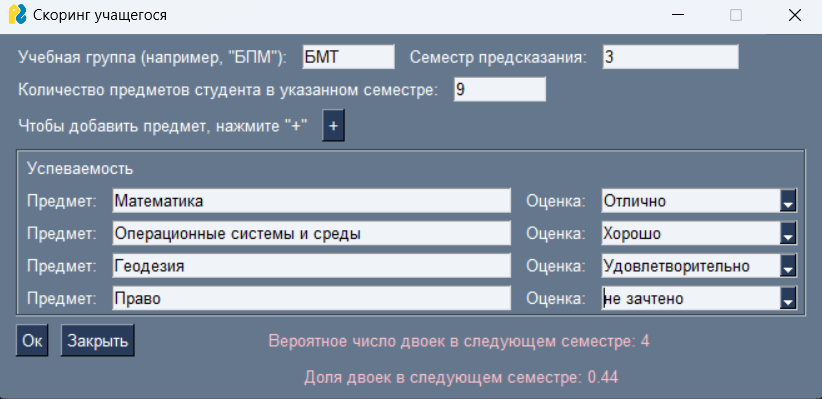 Скоринг учащегося
Учебная группа (например, "БПМ"): БМТ Семестр предсказания: 3
Количество предметов студента в указанном семестре: 9
Чтобы добавить предмет, нажмите "+" +
Успеваемость
Предмет: Математика Оценка: Отлично
Предмет: Операционные системы и среды Оценка: Хорошо
Предмет: Геодезия Оценка: Удовлетворительно
Предмет: Право Оценка: не зачтено
Ок Закрыть Вероятное число двоек в следующем семестре: 4
Доля двоек в следующем семестре: 0.44